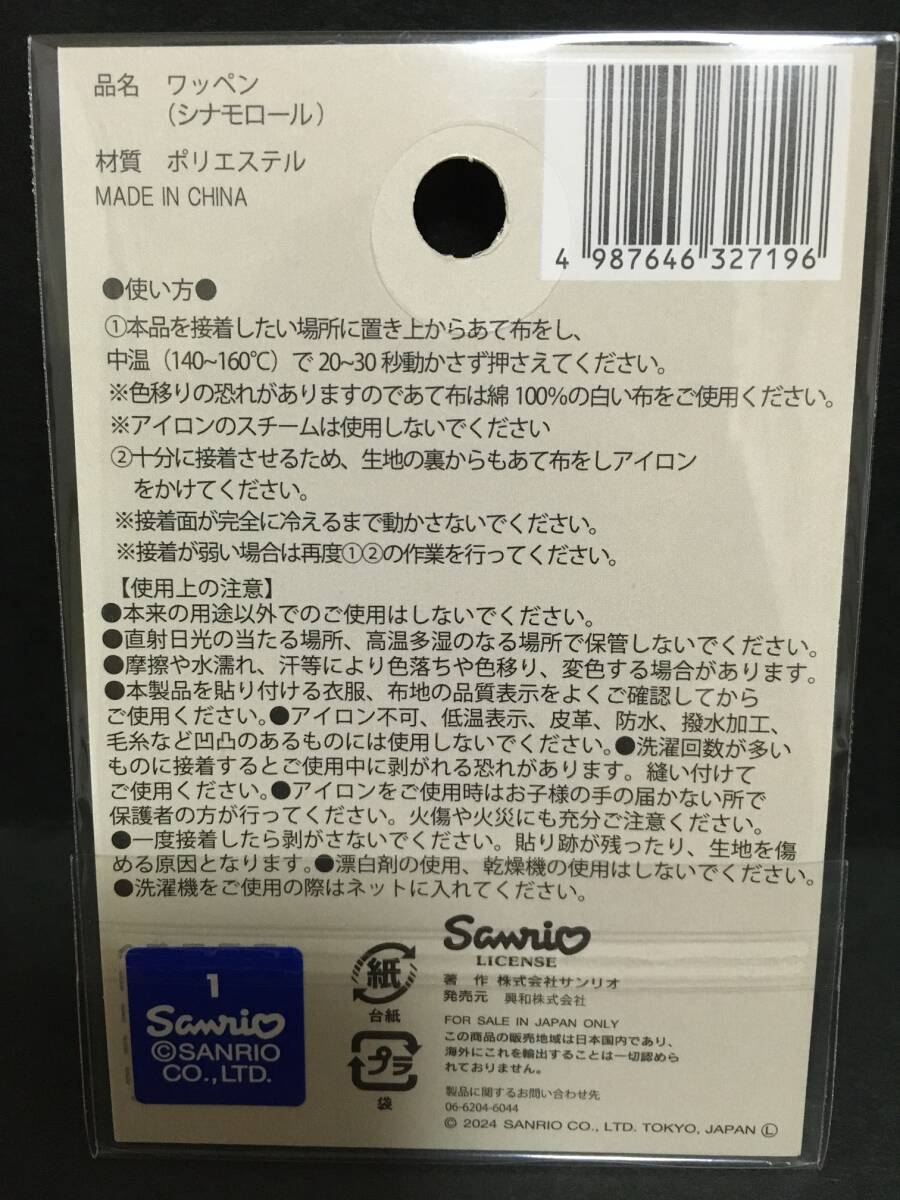 品名　ワッペン
（シナモロール）
材質　ポリエステル
MADE IN CHINA
4 987646 327196
●使い方●
①本品を接着したい場所に置き上からあて布をし、
中温（140~160℃）で 20~30 秒動かさず押さえてください。
※色移りの恐れがありますのであて布は綿 100%の白い布をご使用ください。
※アイロンのスチームは使用しないでください
②十分に接着させるため、生地の裏からもあて布をしアイロン
をかけてください。
※接着面が完全に冷えるまで動かさないでください。
※接着が弱い場合は再度①②の作業を行ってください。
【使用上の注意】
●本来の用途以外でのご使用はしないでください。
●直射日光の当たる場所、高温多湿のなる場所で保管しないでください。
●摩擦や水濡れ、汗等により色落ちや色移り、変色する場合があります。
●本製品を貼り付ける衣服、布地の品質表示をよくご確認してから
ご使用ください。●アイロン不可、低温表示、皮革、防水、撥水加工、
毛糸など凹凸のあるものには使用しないでください。●洗濯回数が多い
ものに接着するとご使用中に剥がれる恐れがあります。縫い付けて
ご使用ください。●アイロンをご使用時はお子様の手の届かない所で
保護者の方が行ってください。火傷や火災にも充分ご注意ください。
●一度接着したら剥がさないでください。貼り跡が残ったり、生地を傷
める原因となります。●漂白剤の使用、乾燥機の使用はしないでください。
●洗濯機をご使用の際はネットに入れてください。
1
Sanrio
©SANRIO
CO.,LTD.
紙
台紙
プラ
袋
Sanrio
LICENSE
著 作 株式会社サンリオ
発売元 興和株式会社
FOR SALE IN JAPAN ONLY
この商品の販売地域は日本国内であり、
海外にこれを輸出することは一切認めら
れておりません。
製品に関するお問い合わせ先
06-6204-6044
© 2024 SANRIO CO., LTD. TOKYO, JAPAN Ⓛ